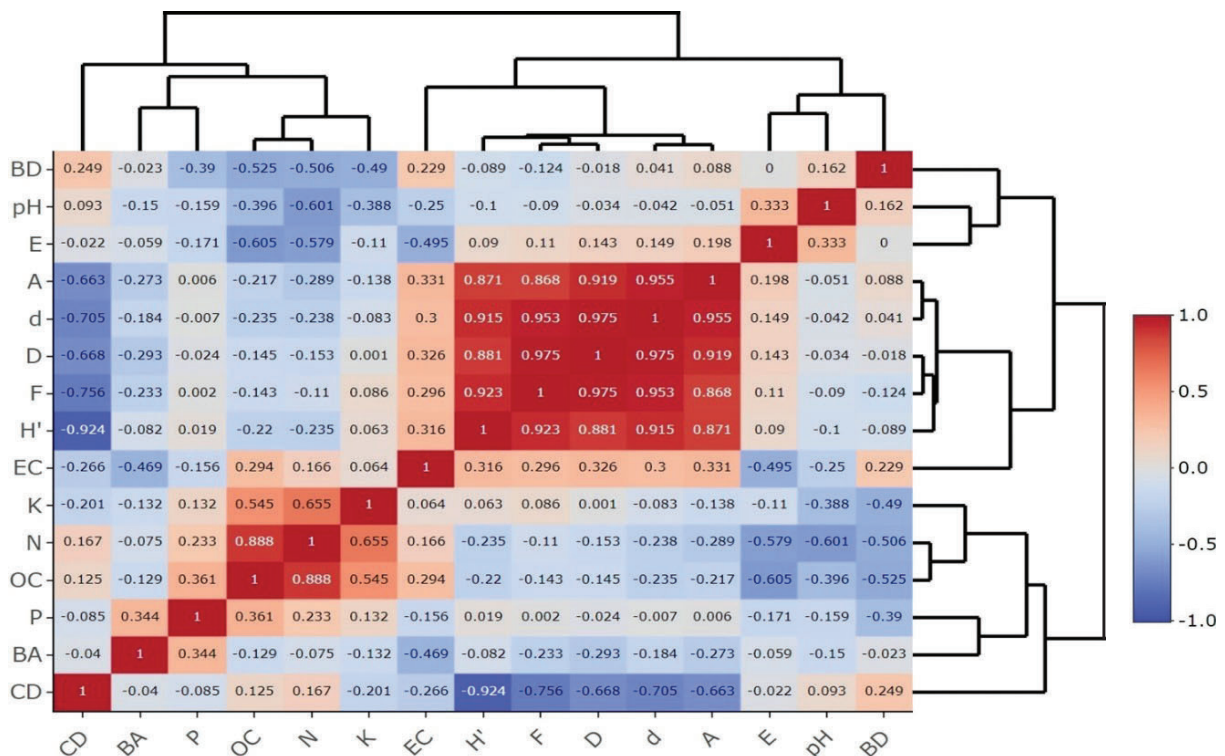 BD 0.249 -0.023 -0.39 -0.525 -0.506 -0.49 0.229 -0.089 -0.124 -0.018 0.041 0.088 0 0.162 1
pH 0.093 -0.15 -0.159 -0.396 -0.601 -0.388 -0.25 -0.1 -0.09 -0.034 -0.042 -0.051 0.333 1 0.162
E -0.022 -0.059 -0.171 -0.605 -0.579 -0.11 -0.495 0.09 0.11 0.143 0.149 0.198 1 0.333 0
A -0.663 -0.273 0.006 -0.217 -0.289 -0.138 0.331 0.871 0.868 0.919 0.955 1 0.198 -0.051 0.088
d -0.705 -0.184 -0.007 -0.235 -0.238 -0.083 0.3 0.915 0.953 0.975 1 0.955 0.149 -0.042 0.041
1.0
D -0.668 -0.293 -0.024 -0.145 -0.153 0.001 0.326 0.881 0.975 1 0.975 0.919 0.143 -0.034 -0.018
F -0.756 -0.233 0.002 -0.143 -0.11 0.086 0.296 0.923 1 0.975 0.953 0.868 0.11 -0.09 -0.124
0.5
H' -0.924 -0.082 0.019 -0.22 -0.235 0.063 0.316 1 0.923 0.881 0.915 0.871 0.09 -0.1 -0.089
EC -0.266 -0.469 -0.156 0.294 0.166 0.064 1 0.316 0.296 0.326 0.3 0.331 -0.495 -0.25 0.229
0.0
K -0.201 -0.132 0.132 0.545 0.655 1 0.064 0.063 0.086 0.001 -0.083 -0.138 -0.11 -0.388 -0.49
N 0.167 -0.075 0.233 0.888 1 0.655 0.166 -0.235 -0.11 -0.153 -0.238 -0.289 -0.579 -0.601 -0.506
-0.5
OC 0.125 -0.129 0.361 1 0.888 0.545 0.294 -0.22 -0.143 -0.145 -0.235 -0.217 -0.605 -0.396 -0.525
P -0.085 0.344 1 0.361 0.233 0.132 -0.156 0.019 0.002 -0.024 -0.007 0.006 -0.171 -0.159 -0.39
-1.0
BA -0.04 1 0.344 -0.129 -0.075 -0.132 -0.469 -0.082 -0.233 -0.293 -0.184 -0.273 -0.059 -0.15 -0.023
CD 1 -0.04 -0.085 0.125 0.167 -0.201 -0.266 -0.924 -0.756 -0.668 -0.705 -0.663 -0.022 0.093 0.249
CD BA P OC N K EC H' F D d A E pH BD